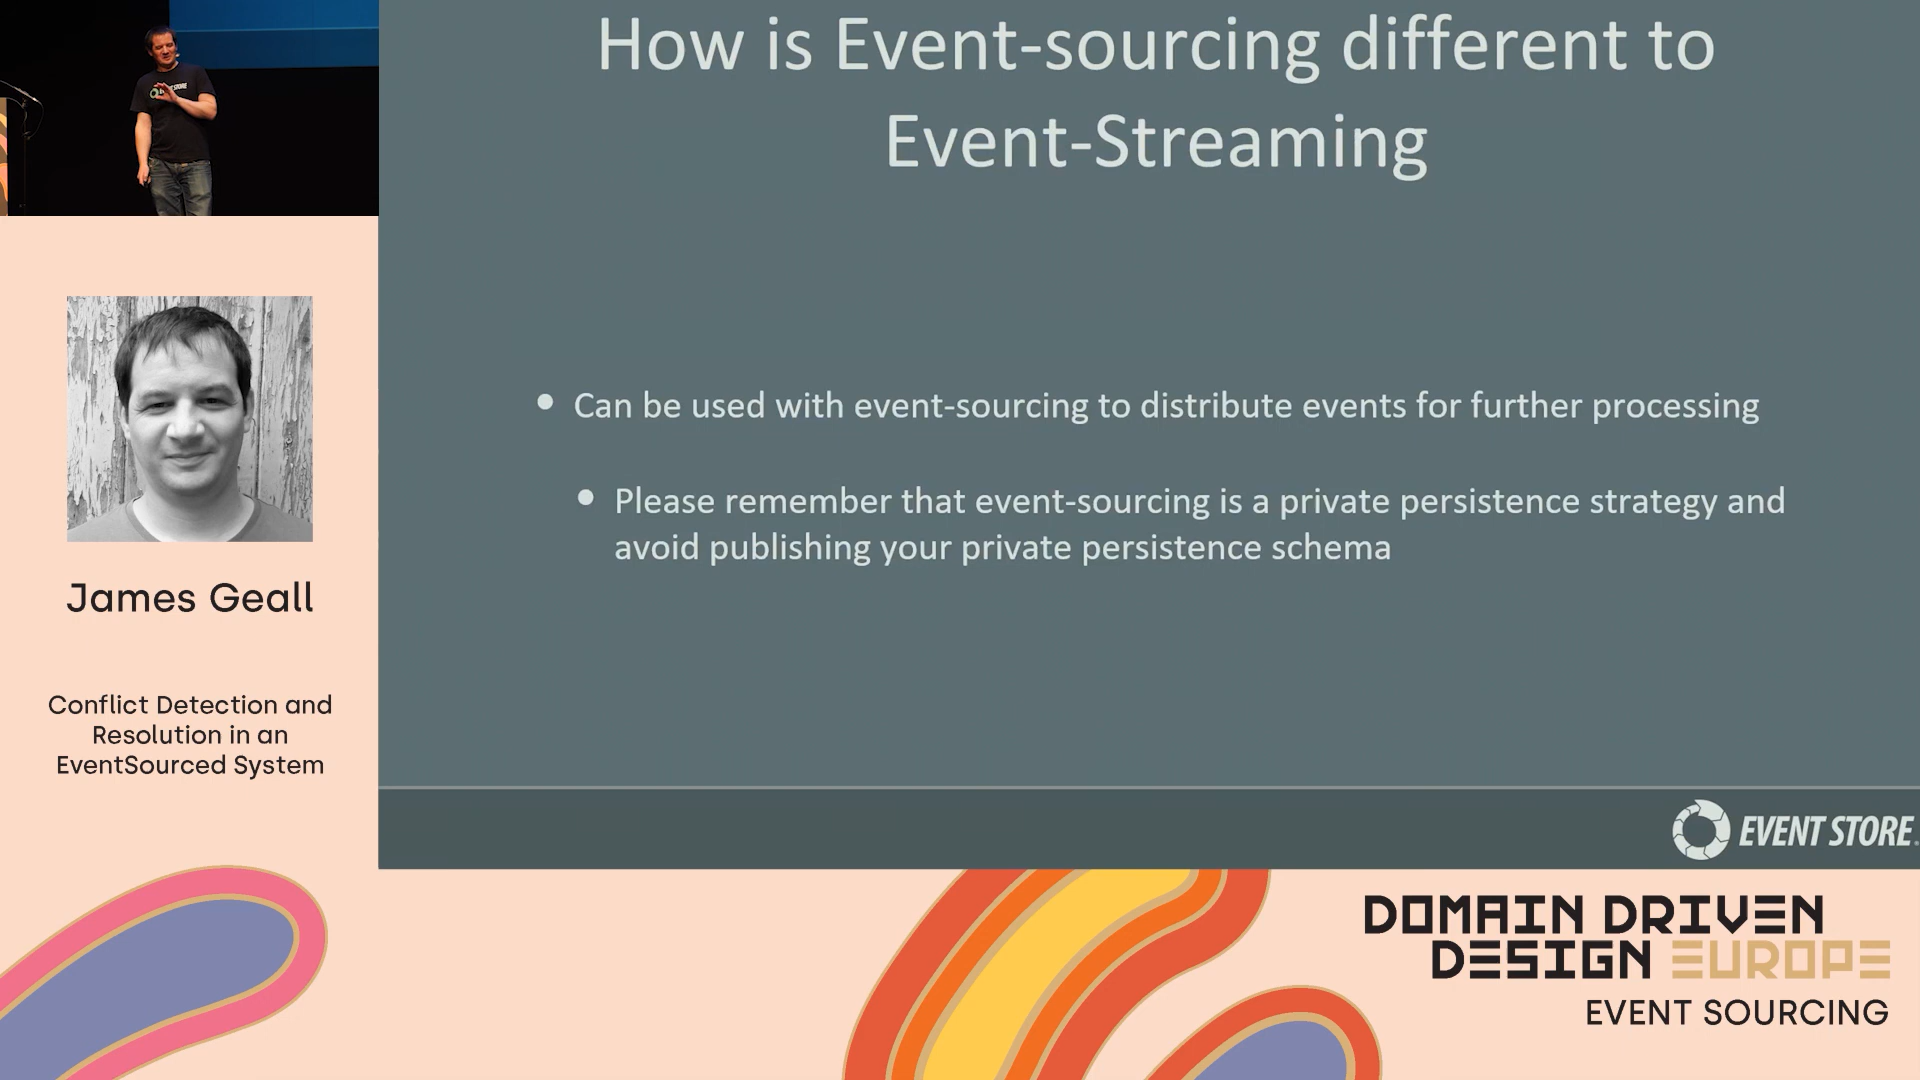 How is Event-sourcing different to
Event-Streaming
• Can be used with event-sourcing to distribute events for further processing
• Please remember that event-sourcing is a private persistence strategy and
avoid publishing your private persistence schema
EVENT STORE
James Geall
Conflict Detection and
Resolution in an
EventSourced System
DOMAIN DRIVEN
DESIGN EUROPE
EVENT SOURCING